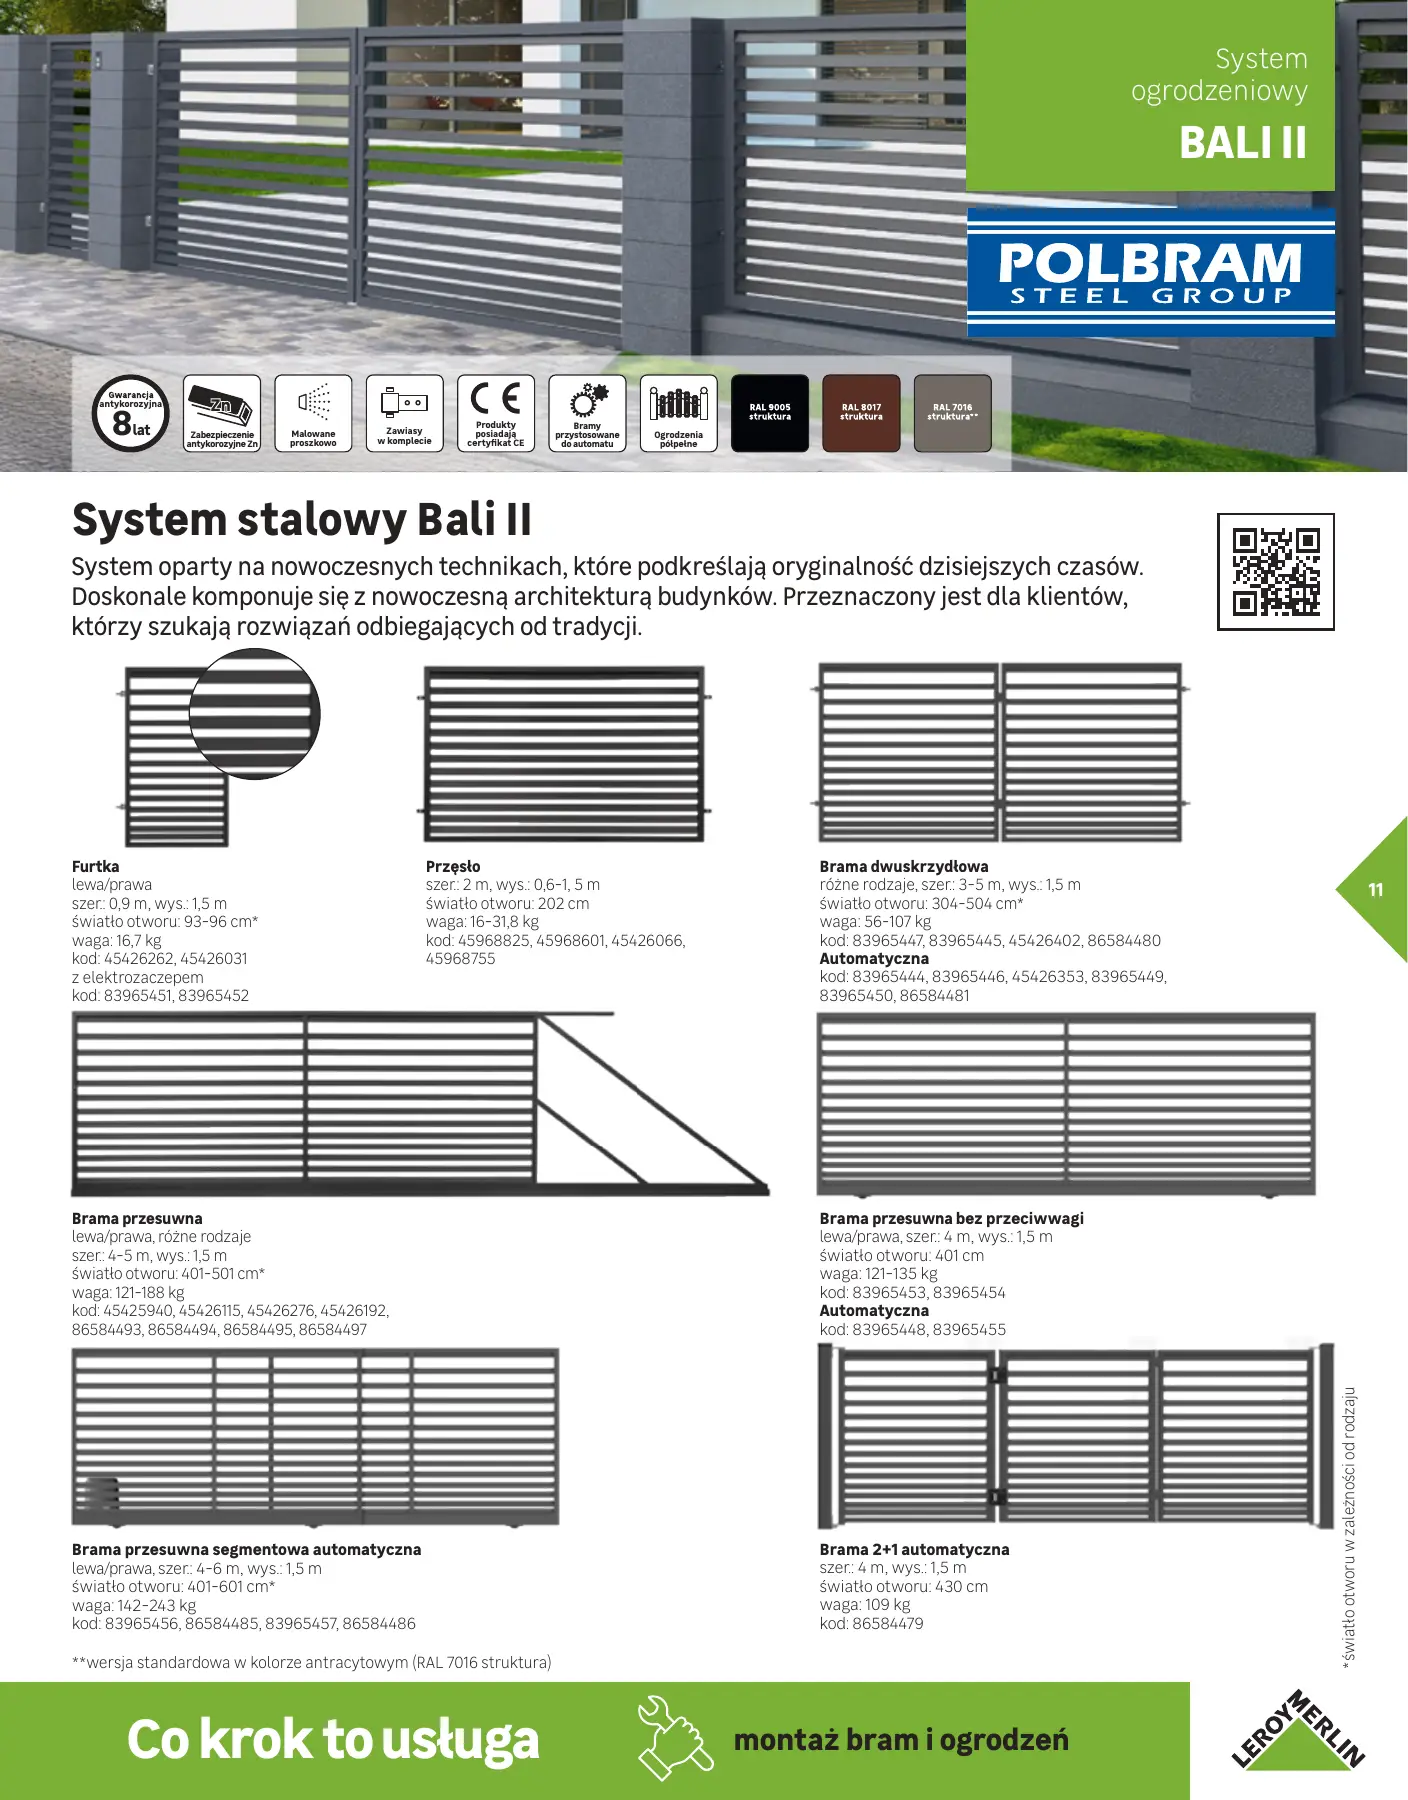 System
ogrodzeniowy
BALI II
POLBRAM
STEEL GROUP
Gwarancja
antykorozyjna
8 lat
Zn
Zabezpieczenie
antykorozyjne Zn
Malowane
proszkowo
Zawiasy
w komplecie
CE
Produkty
posiadają
certyfikat CE
Bramy
przystosowane
do automatu
Ogrodzenia
półpełne
RAL 9005
struktura
RAL 8017
struktura
RAL 7016
struktura**
System stalowy Bali II
System oparty na nowoczesnych technikach, które podkreślają oryginalność dzisiejszych czasów.
Doskonale komponuje się z nowoczesną architekturą budynków. Przeznaczony jest dla klientów,
którzy szukają rozwiązań odbiegających od tradycji.
Furtka
lewa/prawa
szer.: 0,9 m, wys.: 1,5 m
światło otworu: 93-96 cm*
waga: 16,7 kg
kod: 45426262, 45426031
z elektrozaczepem
kod: 83965451, 83965452
Przęsło
szer.: 2 m, wys.: 0,6-1, 5 m
światło otworu: 202 cm
waga: 16-31,8 kg
kod: 45968825, 45968601, 45426066,
45968755
Brama dwuskrzydłowa
różne rodzaje, szer.: 3-5 m, wys.: 1,5 m
światło otworu: 304-504 cm*
waga: 56-107 kg
kod: 83965447, 83965445, 45426402, 86584480
Automatyczna
kod: 83965444, 83965446, 45426353, 83965449,
83965450, 86584481
11
Brama przesuwna
lewa/prawa, różne rodzaje
szer.: 4-5 m, wys.: 1,5 m
światło otworu: 401-501 cm*
waga: 121-188 kg
kod: 45425940, 45426115, 45426276, 45426192,
86584493, 86584494, 86584495, 86584497
Brama przesuwna bez przeciwwagi
lewa/prawa, szer.: 4 m, wys.: 1,5 m
światło otworu: 401 cm
waga: 121-135 kg
kod: 83965453, 83965454
Automatyczna
kod: 83965448, 83965455
Brama przesuwna segmentowa automatyczna
lewa/prawa, szer.: 4-6 m, wys.: 1,5 m
światło otworu: 401-601 cm*
waga: 142-243 kg
kod: 83965456, 86584485, 83965457, 86584486
Brama 2+1 automatyczna
szer.: 4 m, wys.: 1,5 m
światło otworu: 430 cm
waga: 109 kg
kod: 86584479
*światło otworu w zależności od rodzaju
**wersja standardowa w kolorze antracytowym (RAL 7016 struktura)
Co krok to usługa
montaż bram i ogrodzeń
LEROY MERLIN